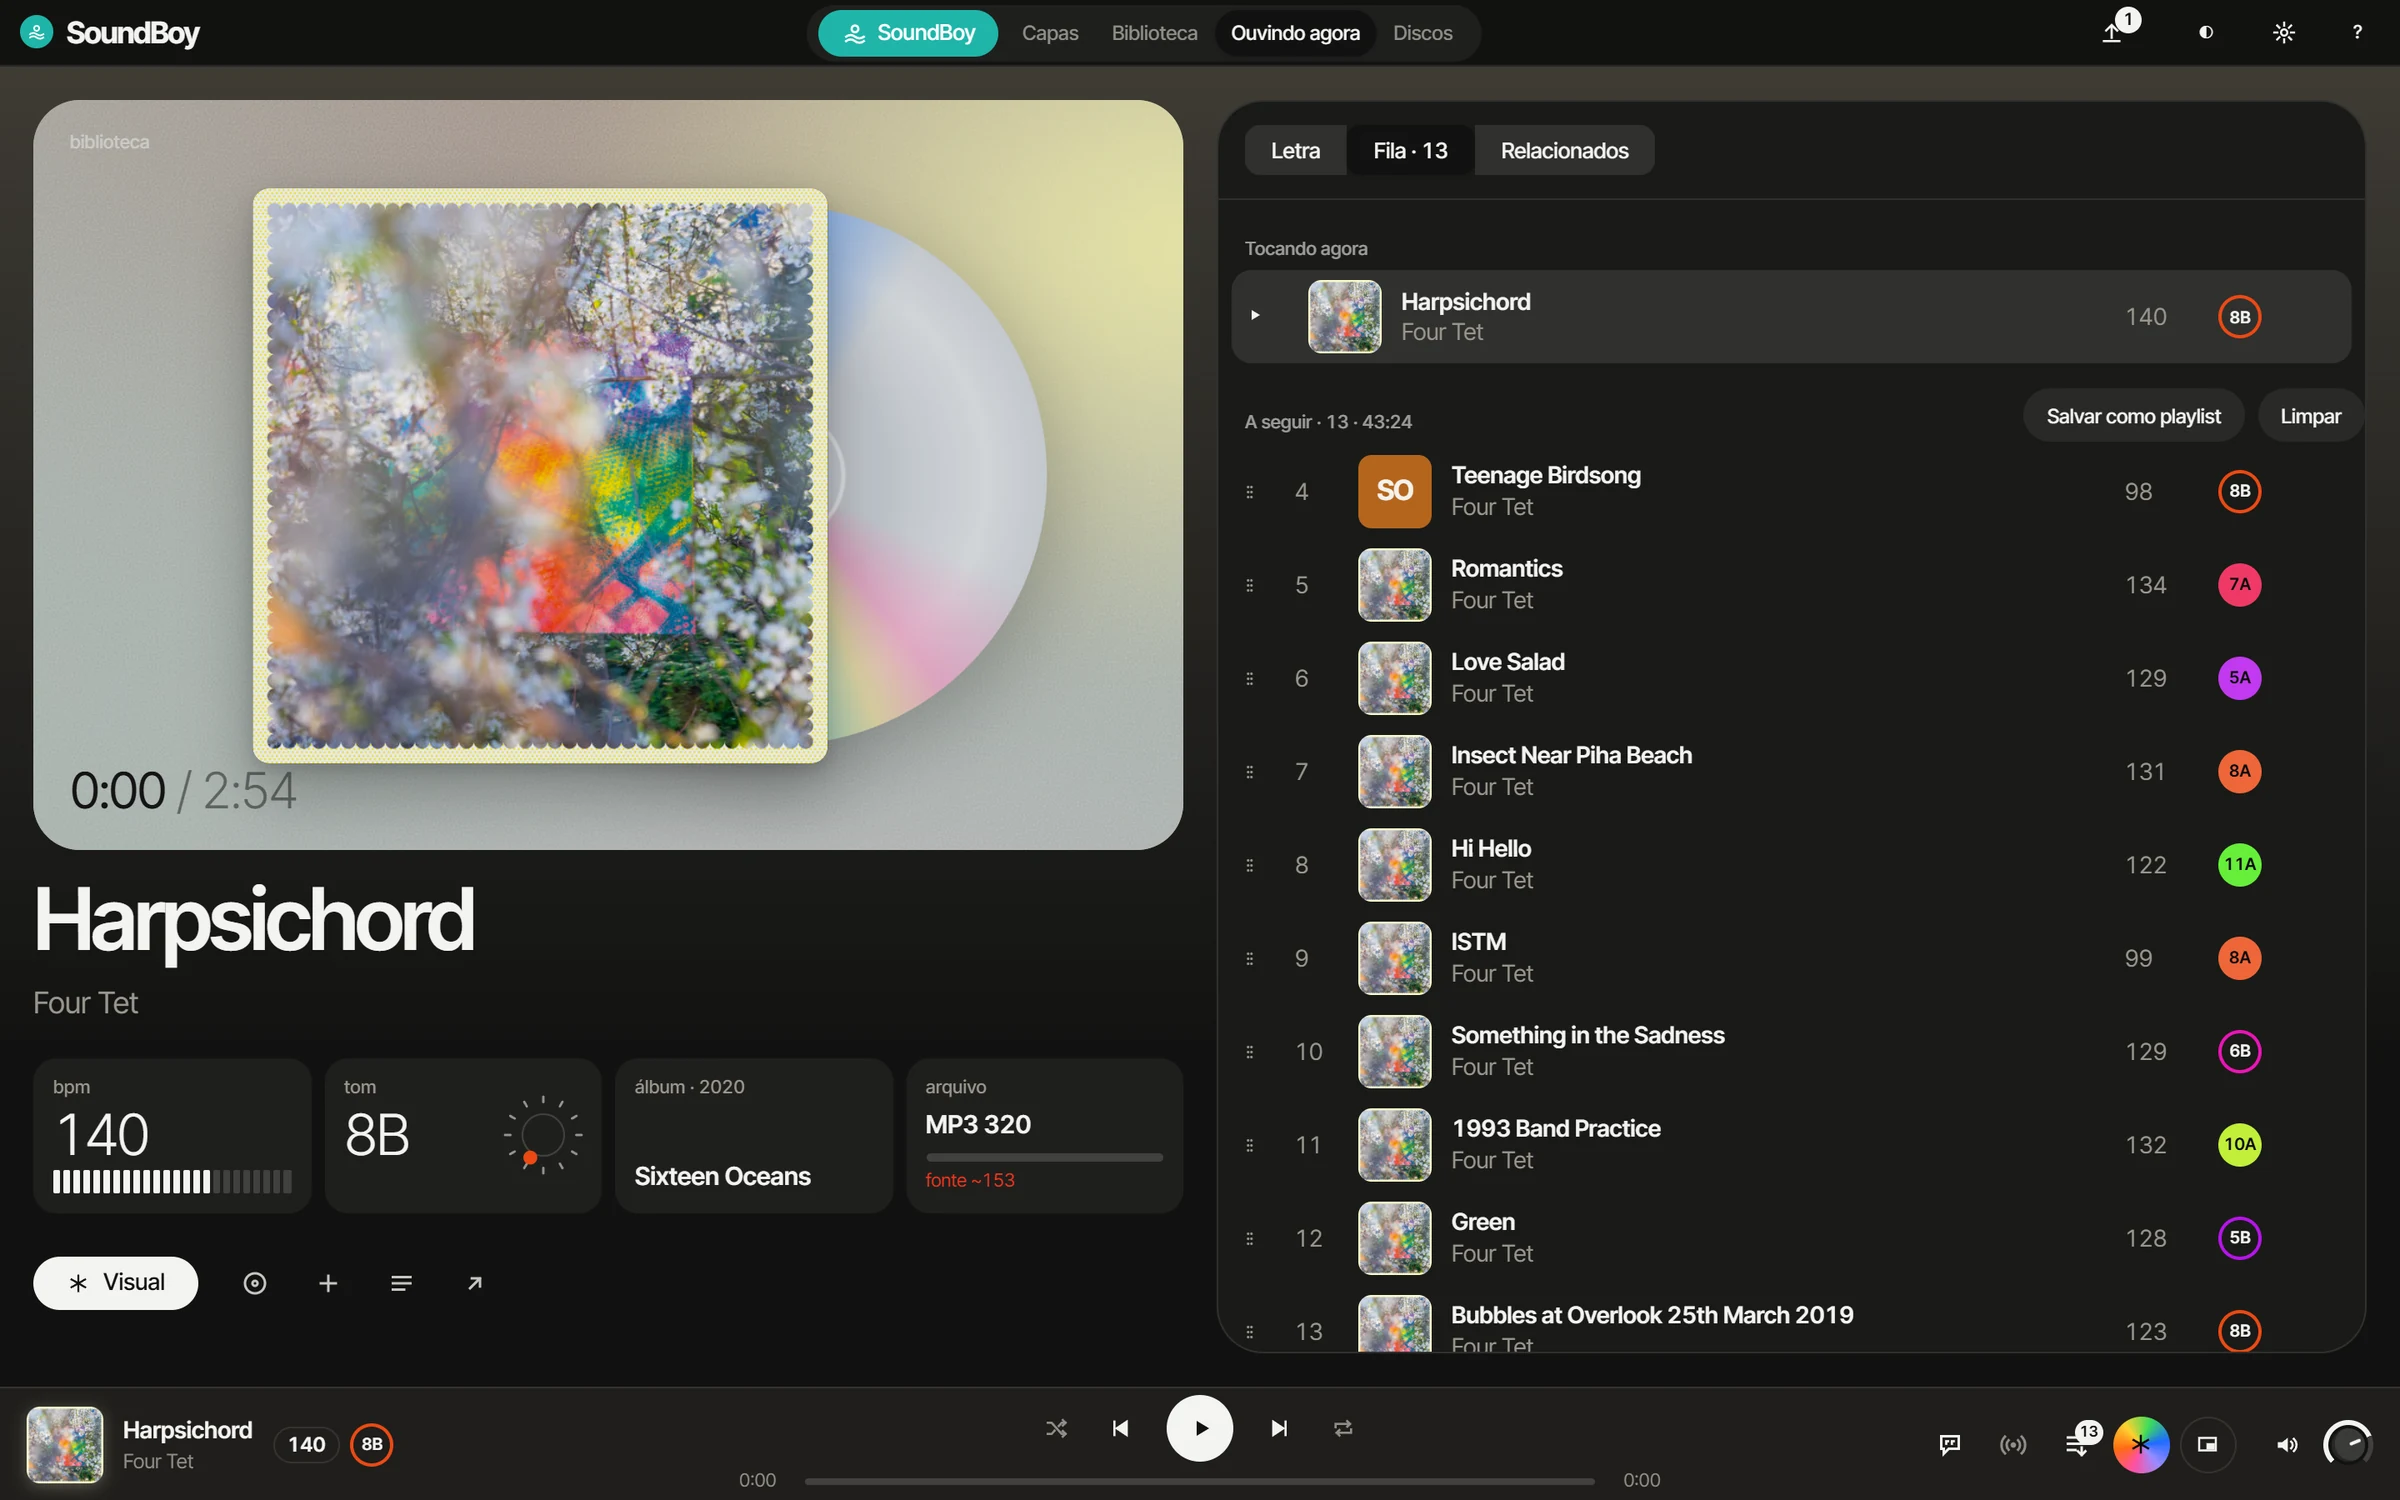 SoundBoy
SoundBoy
Capas
Biblioteca
Ouvindo agora
Discos
1
?
biblioteca
0:00 / 2:54
Harpsichord
Four Tet
bpm
140
tom
8B
álbum · 2020
Sixteen Oceans
arquivo
MP3 320
fonte ~153
Visual
Letra
Fila · 13
Relacionados
Tocando agora
Harpsichord
Four Tet
140
8B
A seguir · 13 · 43:24
Salvar como playlist
Limpar
4
SO
Teenage Birdsong
Four Tet
98
8B
5
Romantics
Four Tet
134
7A
6
Love Salad
Four Tet
129
5A
7
Insect Near Piha Beach
Four Tet
131
8A
8
Hi Hello
Four Tet
122
11A
9
ISTM
Four Tet
99
8A
10
Something in the Sadness
Four Tet
129
6B
11
1993 Band Practice
Four Tet
132
10A
12
Green
Four Tet
128
5B
13
Bubbles at Overlook 25th March 2019
Four Tet
123
8B
Harpsichord
Four Tet
140
8B
0:00
0:00
13